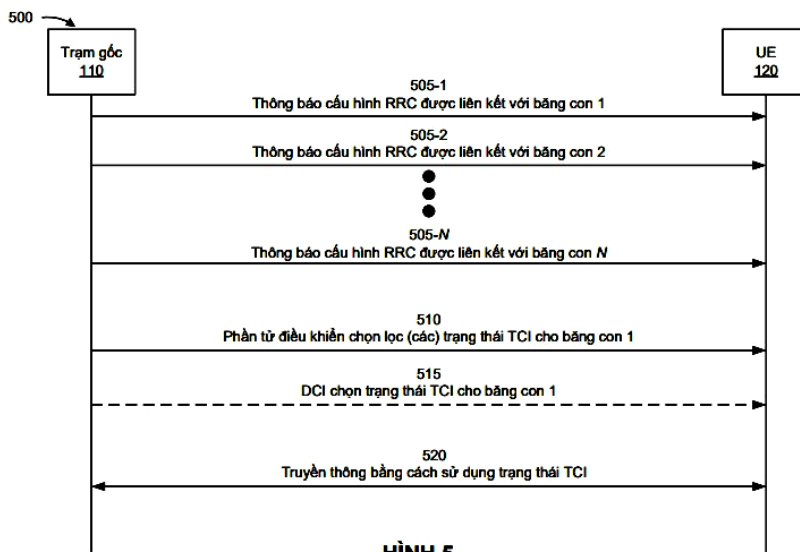 500
Trạm gốc
110
UE
120
505-1
Thông báo cấu hình RRC được liên kết với băng con 1
505-2
Thông báo cấu hình RRC được liên kết với băng con 2
505-N
Thông báo cấu hình RRC được liên kết với băng con N
510
Phần tử điều khiển chọn lọc (các) trạng thái TCI cho băng con 1
515
DCI chọn trạng thái TCI cho băng con 1
520
Truyền thông bằng cách sử dụng trạng thái TCI
HÌNH 5